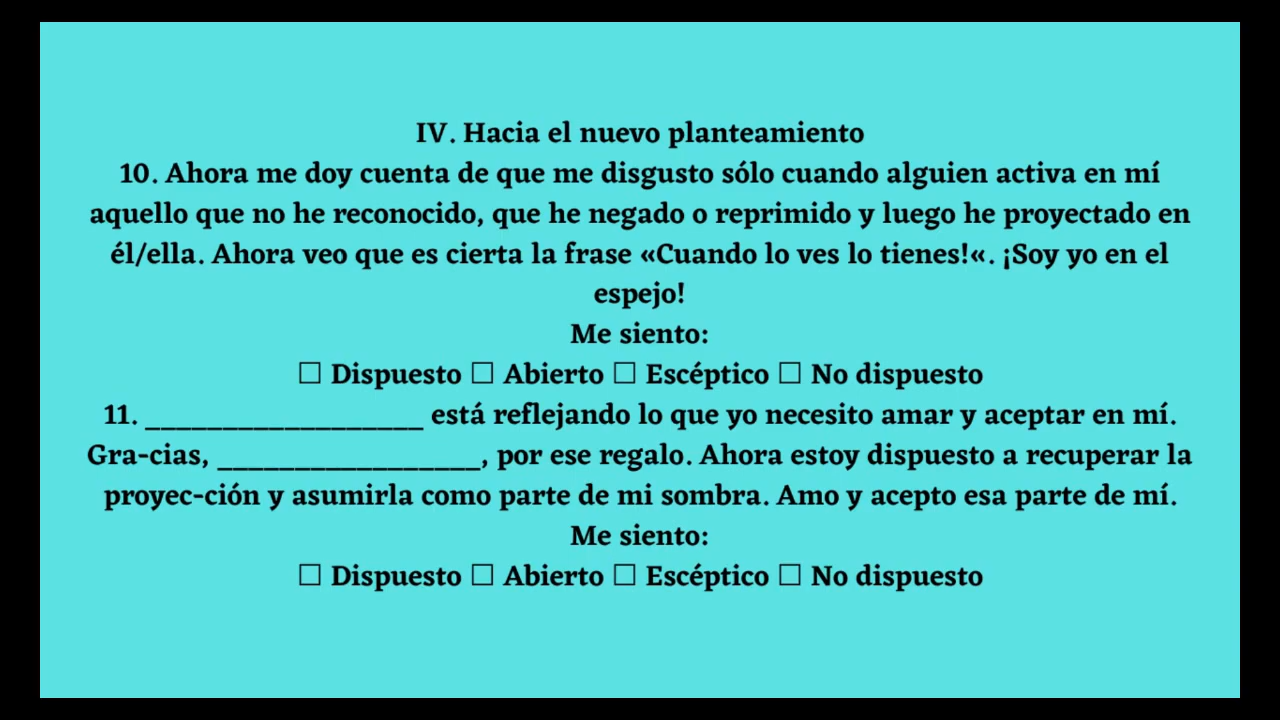 IV. Hacia el nuevo planteamiento
10. Ahora me doy cuenta de que me disgusto sólo cuando alguien activa en mí
aquello que no he reconocido, que he negado o reprimido y luego he proyectado en
él/ella. Ahora veo que es cierta la frase «Cuando lo ves lo tienes!«. ¡Soy yo en el
espejo!
Me siento:
☐ Dispuesto ☐ Abierto ☐ Escéptico ☐ No dispuesto
11. __________________ está reflejando lo que yo necesito amar y aceptar en mí.
Gra-cias, _________________, por ese regalo. Ahora estoy dispuesto a recuperar la
proyec-ción y asumirla como parte de mi sombra. Amo y acepto esa parte de mí.
Me siento:
☐ Dispuesto ☐ Abierto ☐ Escéptico ☐ No dispuesto